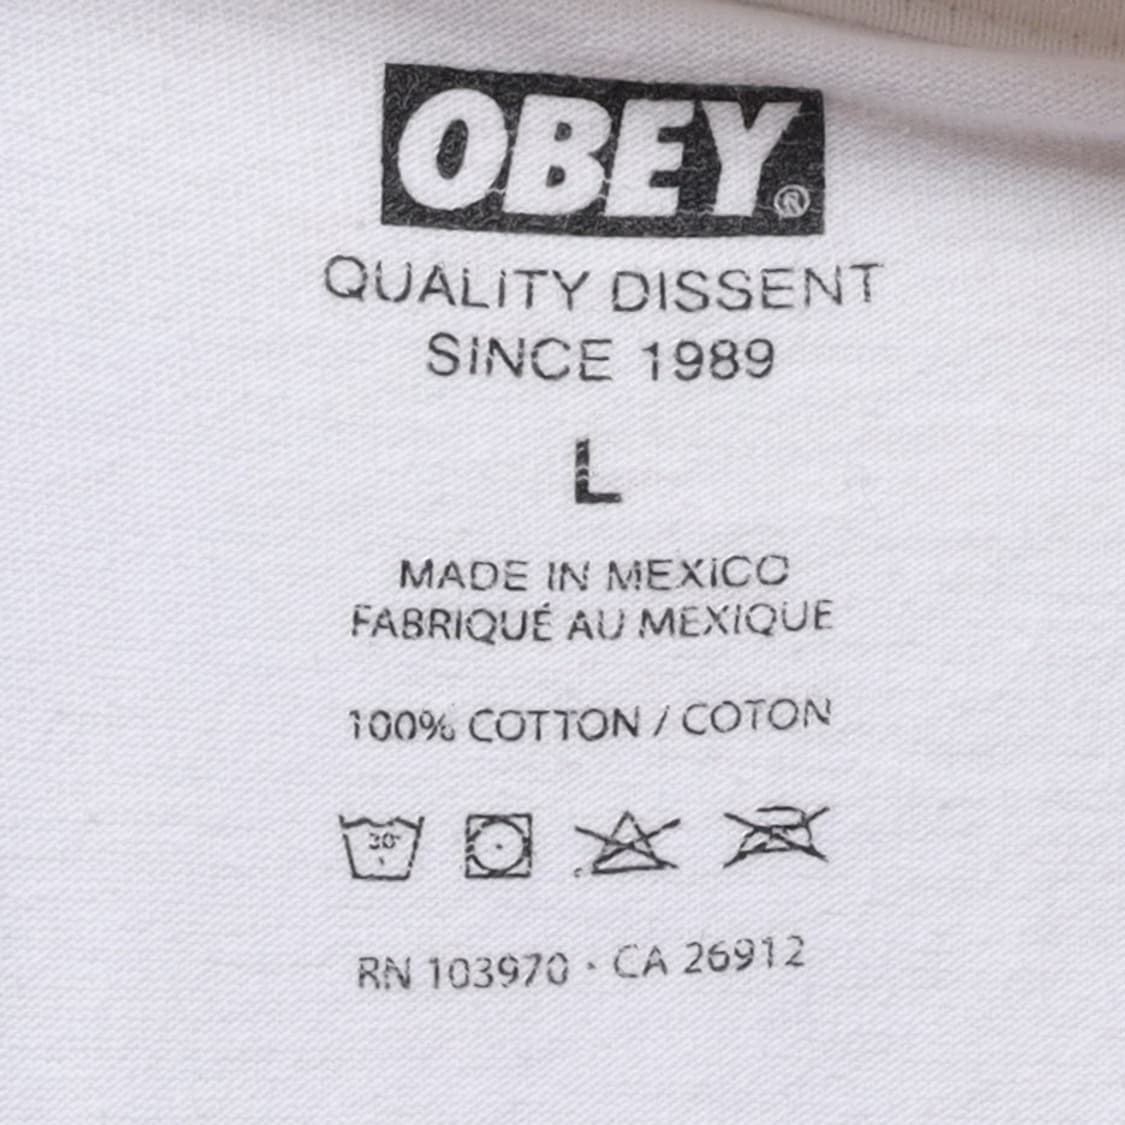 OBEY®
QUALITY DISSENT
SINCE 1989
L
MADE IN MEXICO
FABRIQUÉ AU MEXIQUE
100% COTTON / COTON
30°
RN 103970 · CA 26912